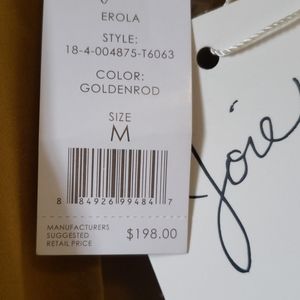 EROLA
STYLE:
18-4-004875-T6063
COLOR:
GOLDENROD
SIZE
M
8 84926 99484 7
MANUFACTURERS
SUGGESTED
RETAIL PRICE
$198.00
Joie